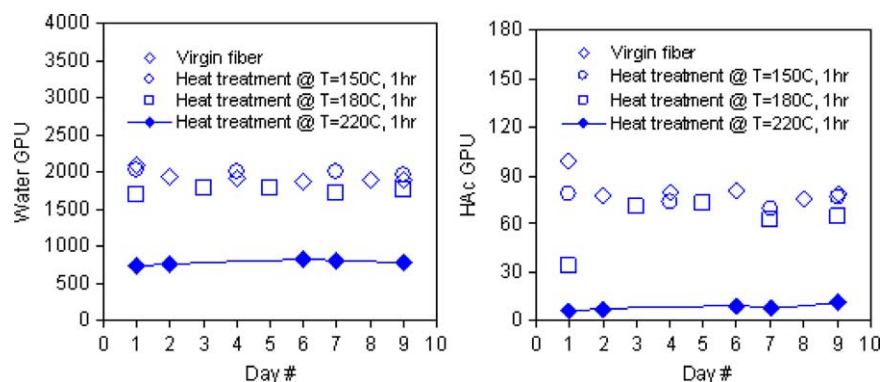 4000
3500
3000
2500
2000
1500
1000
500
0
Water GPU
Virgin fiber
Heat treatment @ T=150C, 1hr
Heat treatment @ T=180C, 1hr
Heat treatment @ T=220C, 1hr
0 1 2 3 4 5 6 7 8 9 10
Day #
180
150
120
90
60
30
0
HAc GPU
Virgin fiber
Heat treatment @ T=150C, 1hr
Heat treatment @ T=180C, 1hr
Heat treatment @ T=220C, 1hr
0 1 2 3 4 5 6 7 8 9 10
Day #